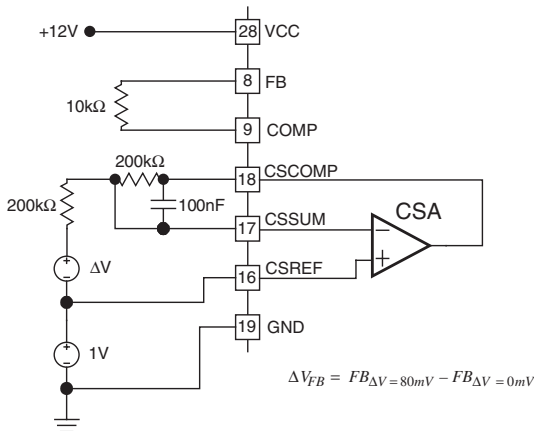 +12V
28 VCC
8 FB
10kΩ
9 COMP
200kΩ
18 CSCOMP
200kΩ
100nF
CSA
17 CSSUM
−
+
ΔV
+
−
16 CSREF
19 GND
+
−
1V
ΔV_FB = FB_ΔV = 80mV − FB_ΔV = 0mV